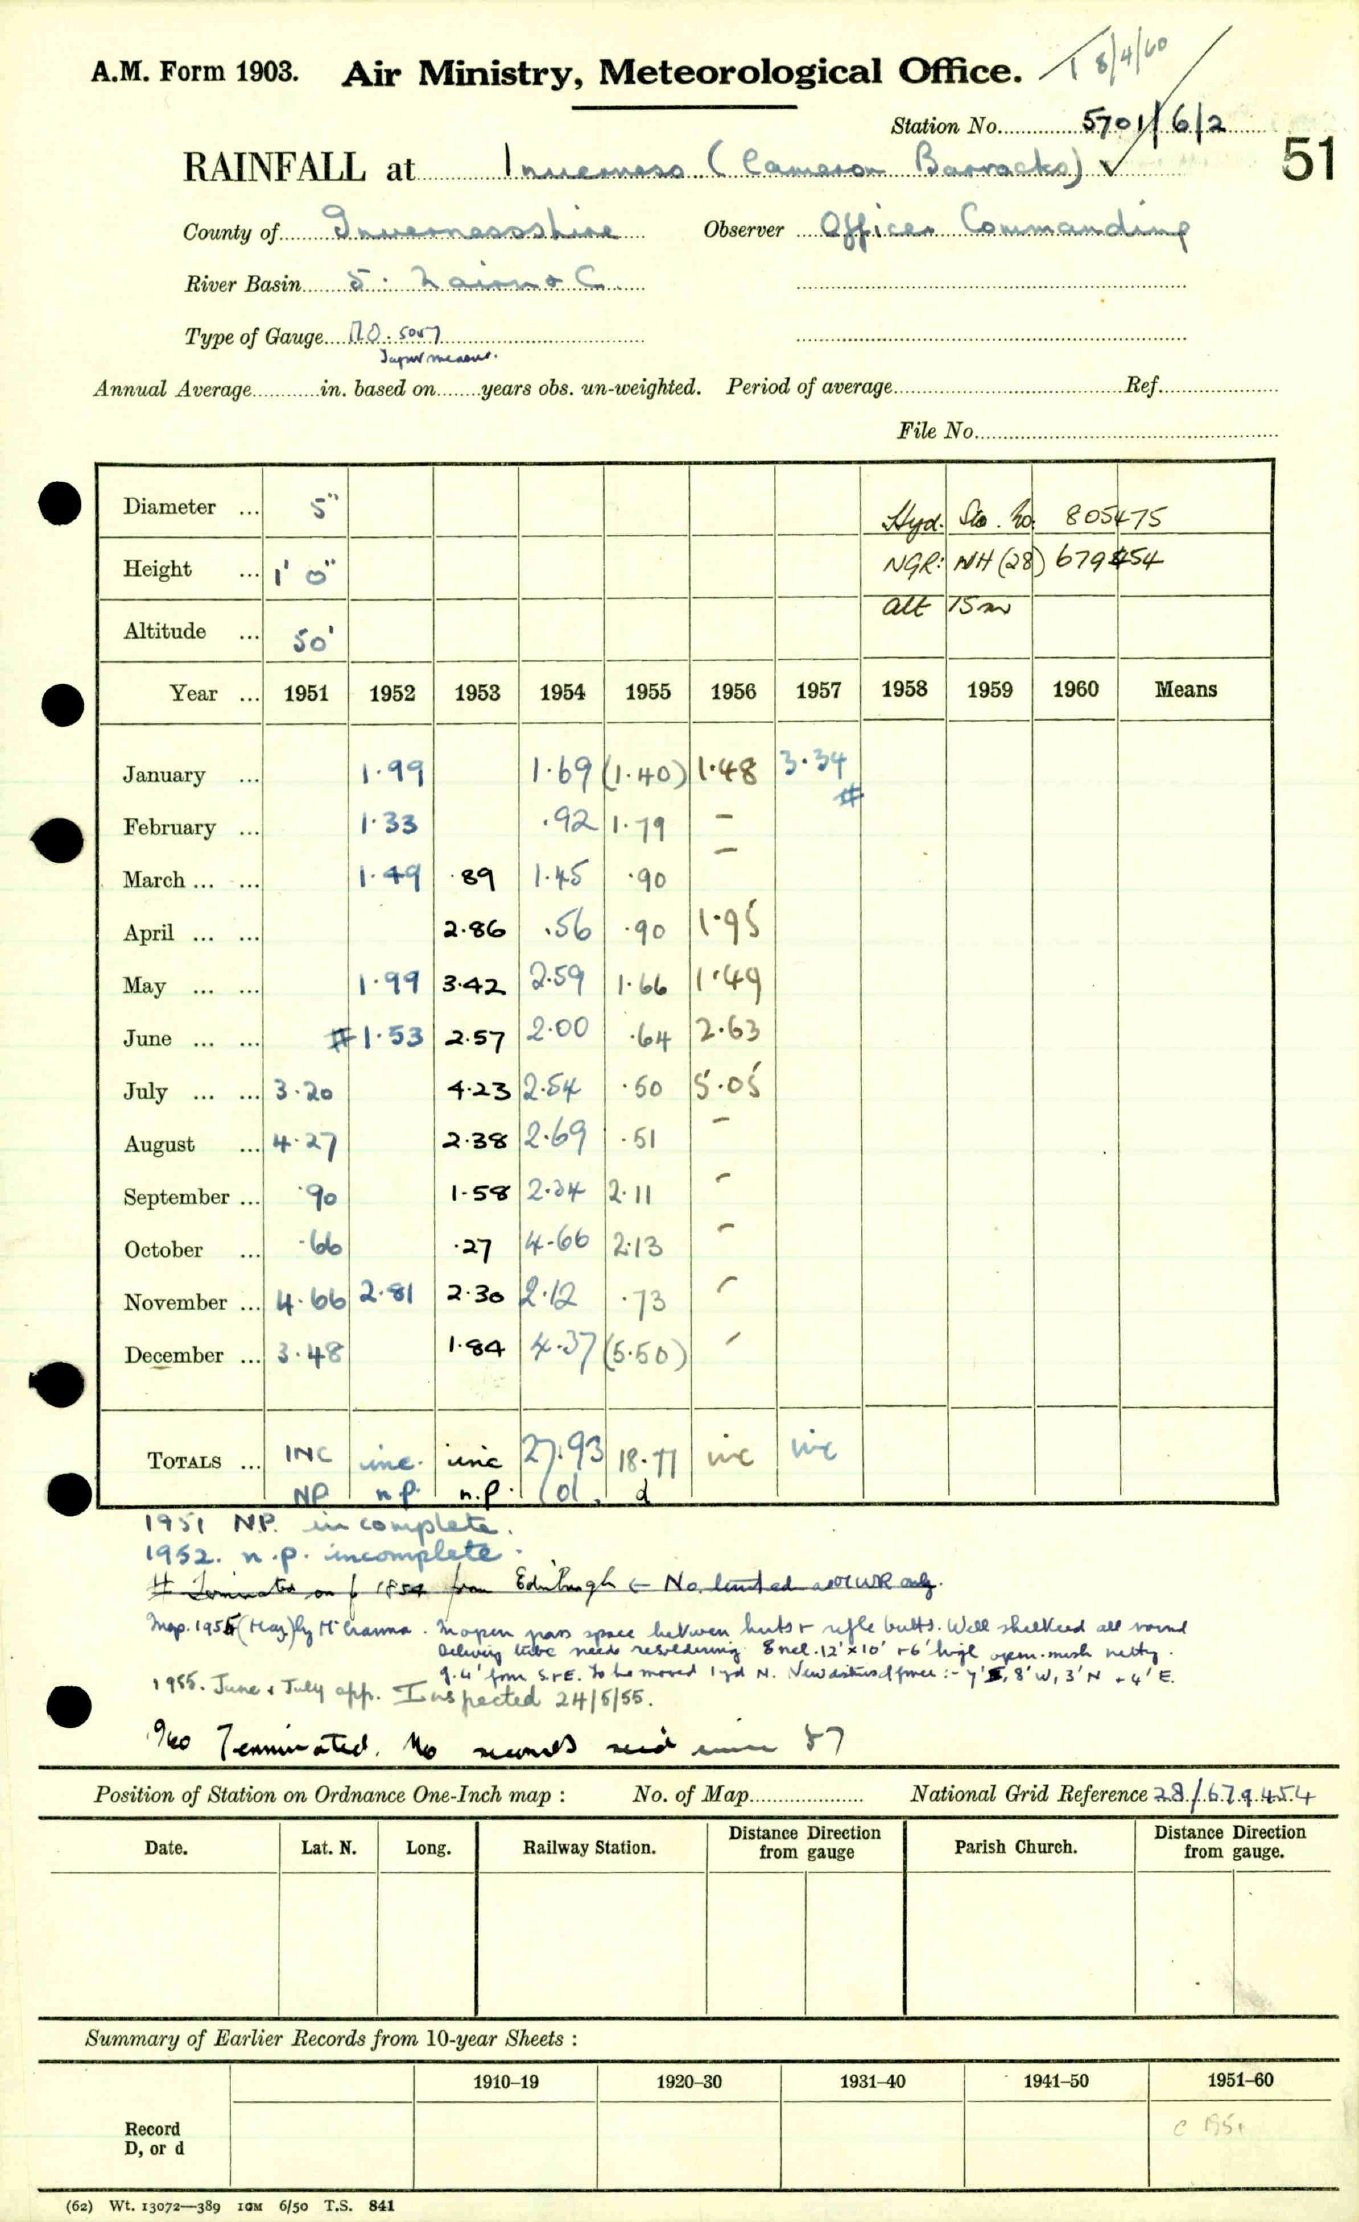 T 8/4/60
A.M. Form 1903. Air Ministry, Meteorological Office.
Station No. 5701/6/2
RAINFALL at Inverness (Cameron Barracks) ✓ 51
County of Invernessshire Observer Officer Commanding
River Basin 5. Nairn & C.
Type of Gauge M.O. 5in
Taper measure.
Annual Average in. based on years obs. un-weighted. Period of average Ref.
File No.
Diameter ... 5" Hyd. Sta. No. 805475
Height ... 1' 0" NGR: NH (28) 679454
Altitude ... 50' alt 15m
Year ... 1951 1952 1953 1954 1955 1956 1957 1958 1959 1960 Means
January ... 1.99 1.69 (1.40) 1.48 3.34 #
February ... 1.33 .92 1.79 –
March ... ... 1.49 .89 1.45 .90 –
April ... ... 2.86 .56 .90 1.95
May ... ... 1.99 3.42 2.59 1.66 1.49
June ... ... # 1.53 2.57 2.00 .64 2.63
July ... ... 3.20 4.23 2.54 .50 5.05
August ... 4.27 2.38 2.69 .51 –
September ... .90 1.58 2.34 2.11 –
October ... .66 .27 4.66 2.13 –
November ... 4.66 2.81 2.30 2.12 .73 –
December ... 3.48 1.84 4.37 (5.50) –
TOTALS ... INC inc. inc 27.93 18.77 inc inc
NP n.p. n.p. (d). d
1951 N.P. incomplete.
1952. n.p. incomplete.
# Terminated on 1854 from Edinburgh ← No. limited only.
Insp. 1955 (May) by . In open grass space between huts & rifle butts. Well sheltered all round
Delivery tube needs resoldering. Encl. 12' x 10' + 6' high open-mesh netting.
9.4' from S + E. To be moved 1 yd N. New distances from fence :- 7' S, 8' W, 3' N + 4' E.
1955. June & July app. Inspected 24/5/55.
1960 Terminated. No records recd since 57
Position of Station on Ordnance One-Inch map : No. of Map National Grid Reference 28/679454
Date. Lat. N. Long. Railway Station. Distance Direction from gauge Parish Church. Distance Direction from gauge.
Summary of Earlier Records from 10-year Sheets :
1910–19 1920–30 1931–40 1941–50 1951–60
Record
D, or d
C 1951
(62) Wt. 13072—389 10M 6/50 T.S. 841